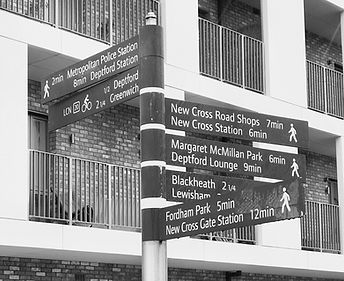 2min Metropolitan Police Station
8min Deptford Station
LCN 20 1/2 Deptford
2 1/4 Greenwich
New Cross Road Shops 7min
New Cross Station 6min
Margaret McMillan Park 6min
Deptford Lounge 9min
Blackheath 2 1/4
Lewisham
Fordham Park 5min
New Cross Gate Station 12min